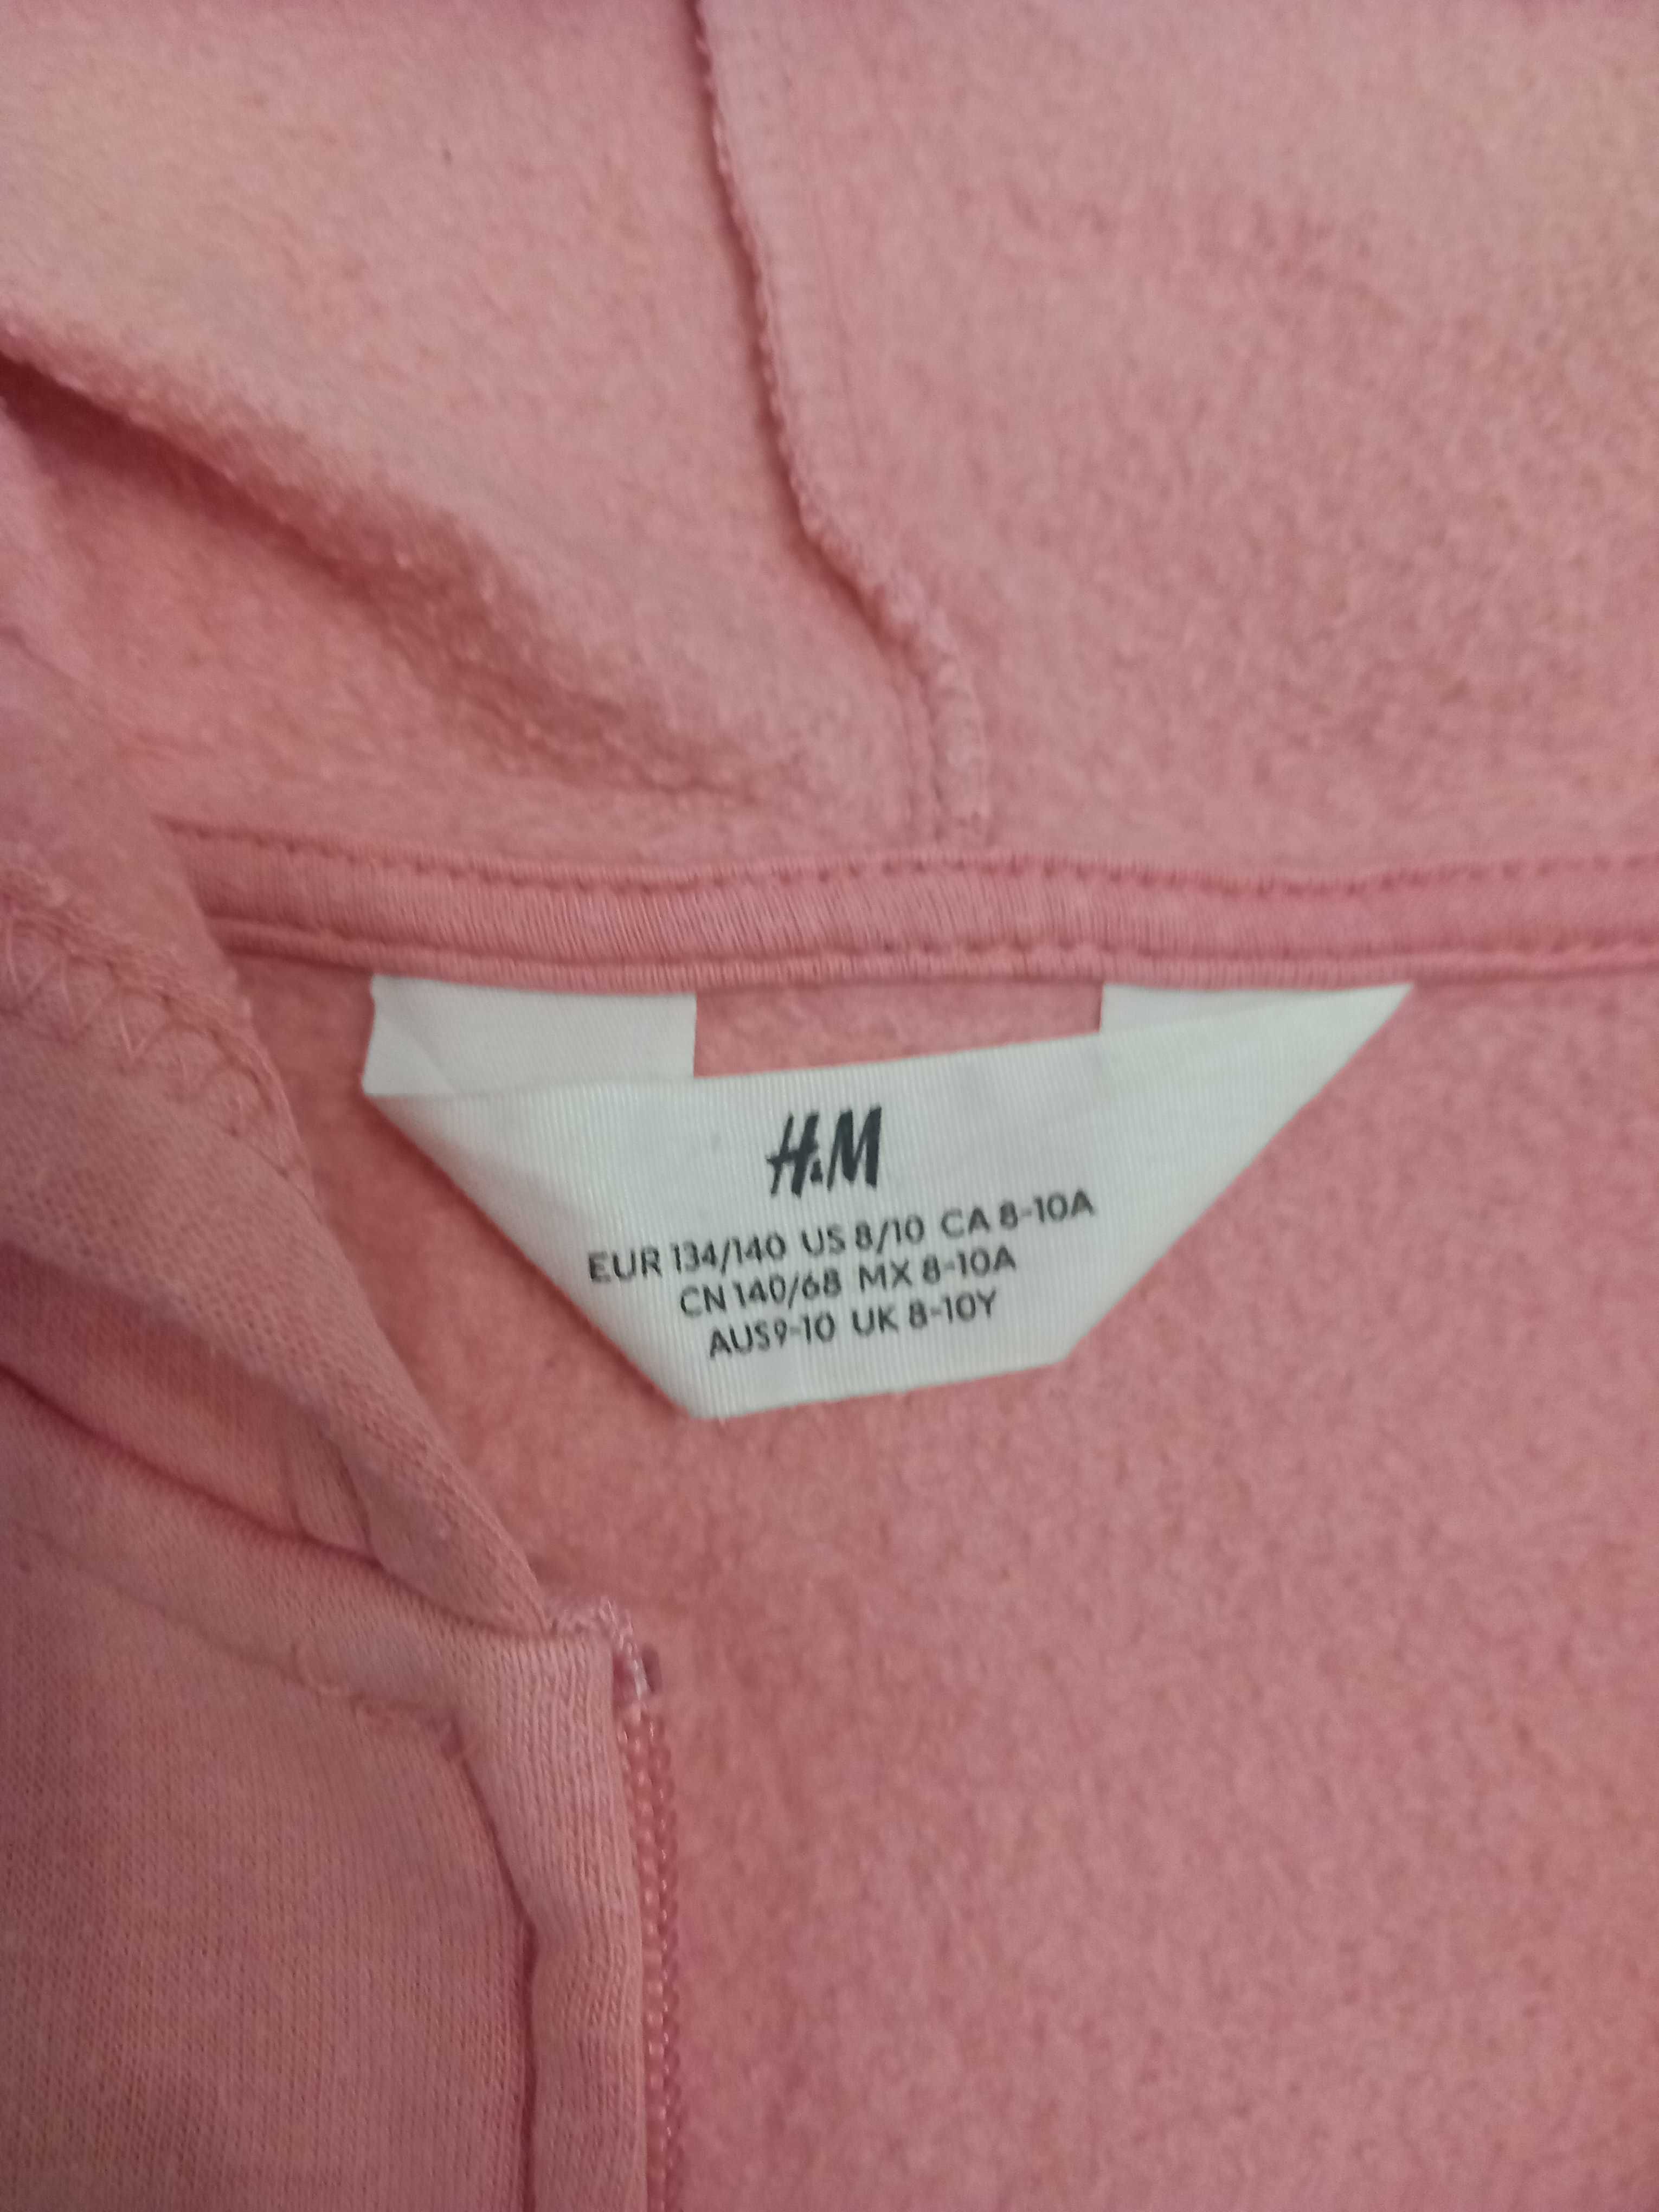 H&M
EUR 134/140 US 8/10 CA 8-10A
CN 140/68 MX 8-10A
AUS9-10 UK 8-10Y